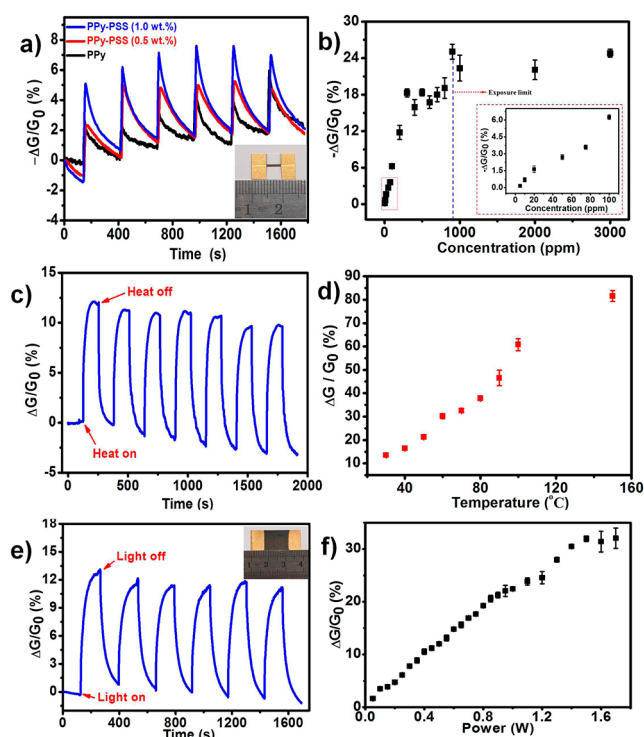 a)
PPy-PSS (1.0 wt.%)
PPy-PSS (0.5 wt.%)
PPy
−ΔG/G0 (%)
8
6
4
2
0
-2
-4
0 400 800 1200 1600
Time (s)
1 2
b)
-ΔG/G0 (%)
30
24
18
12
6
0
Exposure limit
-ΔG/G0 (%)
6.0
4.5
3.0
1.5
0.0
0 20 40 60 80 100
Concentration (ppm)
0 1000 2000 3000
Concentration (ppm)
c)
ΔG/G0 (%)
15
10
5
0
-5
Heat off
Heat on
0 500 1000 1500 2000
Time (s)
d)
ΔG / G0 (%)
90
80
70
60
50
40
30
20
10
40 80 120 160
Temperature (°C)
e)
ΔG/G0 (%)
15
12
9
6
3
0
Light off
Light on
1 2 3 4
0 400 800 1200 1600
Time (s)
f)
ΔG/G0 (%)
30
20
10
0
0.0 0.4 0.8 1.2 1.6
Power (W)